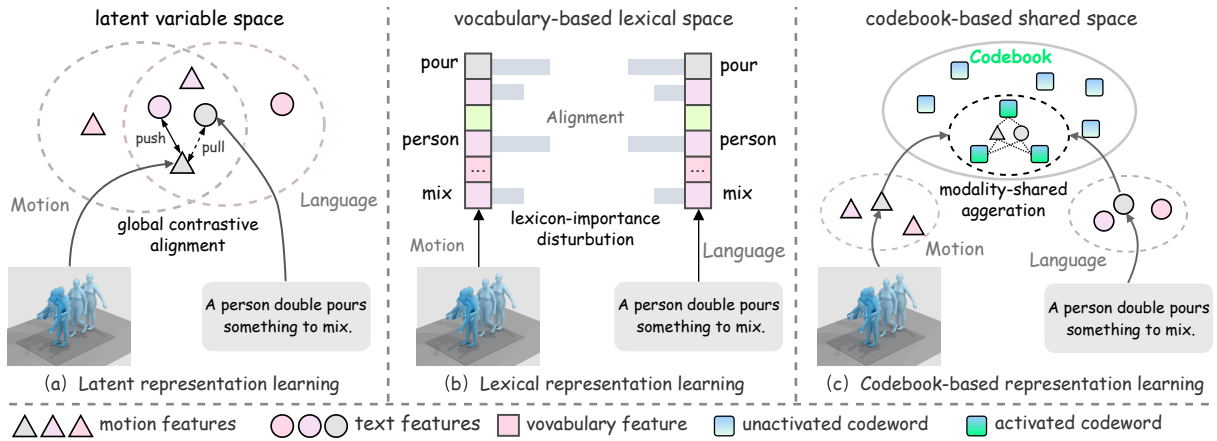 latent variable space
push
pull
Motion
Language
global contrastive
alignment
A person double pours
something to mix.
(a) Latent representation learning
vocabulary-based lexical space
pour
person
...
mix
Alignment
pour
person
...
mix
lexicon-importance
disturbution
Motion
Language
A person double pours
something to mix.
(b) Lexical representation learning
codebook-based shared space
Codebook
modality-shared
aggeration
Motion
Language
A person double pours
something to mix.
(c) Codebook-based representation learning
motion features
text features
vocabulary feature
unactivated codeword
activated codeword